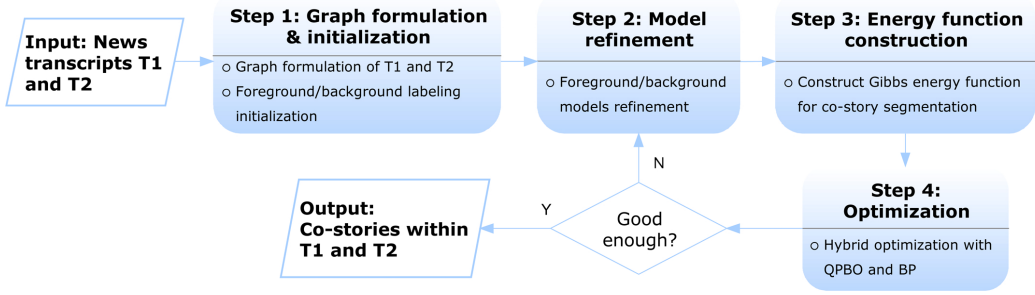 Input: News
transcripts T1
and T2
Step 1: Graph formulation
& initialization
○ Graph formulation of T1 and T2
○ Foreground/background labeling
initialization
Step 2: Model
refinement
○ Foreground/background
models refinement
Step 3: Energy function
construction
○ Construct Gibbs energy function
for co-story segmentation
Step 4:
Optimization
○ Hybrid optimization with
QPBO and BP
Good
enough?
N
Y
Output:
Co-stories within
T1 and T2